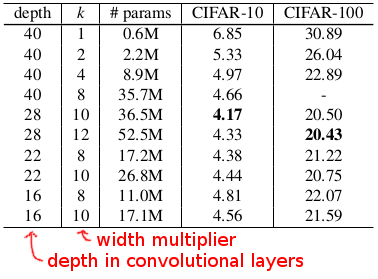 depth k # params CIFAR-10 CIFAR-100
40 1 0.6M 6.85 30.89
40 2 2.2M 5.33 26.04
40 4 8.9M 4.97 22.89
40 8 35.7M 4.66 -
28 10 36.5M 4.17 20.50
28 12 52.5M 4.33 20.43
22 8 17.2M 4.38 21.22
22 10 26.8M 4.44 20.75
16 8 11.0M 4.81 22.07
16 10 17.1M 4.56 21.59
width multiplier
depth in convolutional layers